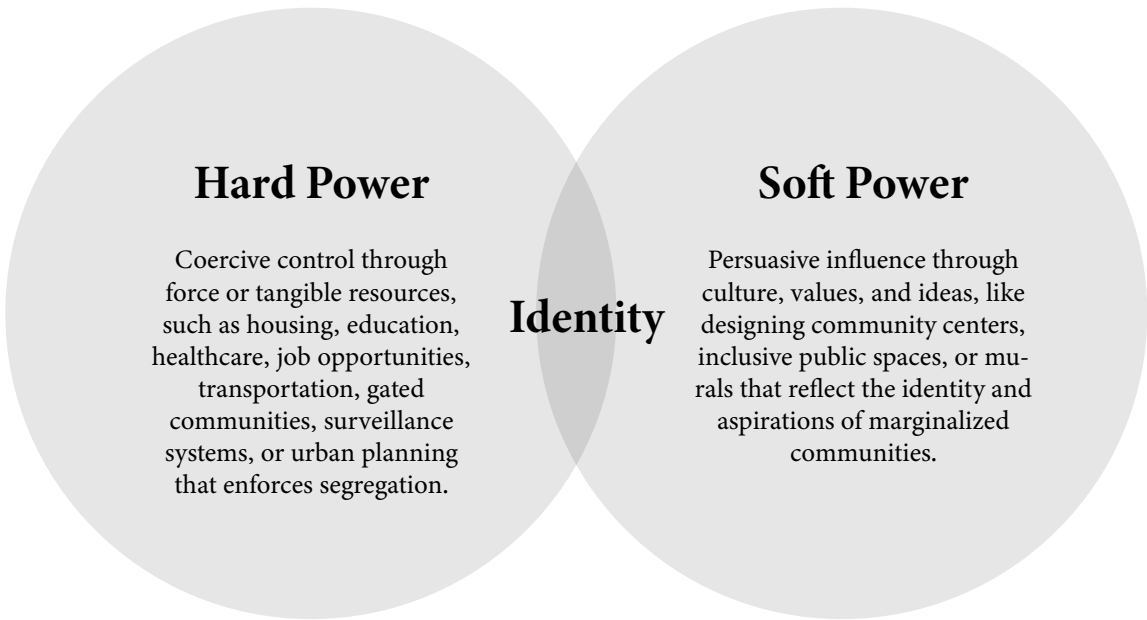 Hard Power
Coercive control through
force or tangible resources,
such as housing, education,
healthcare, job opportunities,
transportation, gated
communities, surveillance
systems, or urban planning
that enforces segregation.
Identity
Soft Power
Persuasive influence through
culture, values, and ideas, like
designing community centers,
inclusive public spaces, or mu-
rals that reflect the identity and
aspirations of marginalized
communities.